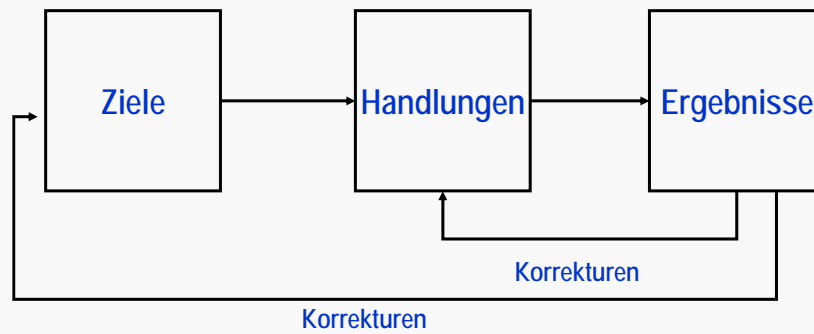 Ziele
Handlungen
Ergebnisse
Korrekturen
Korrekturen